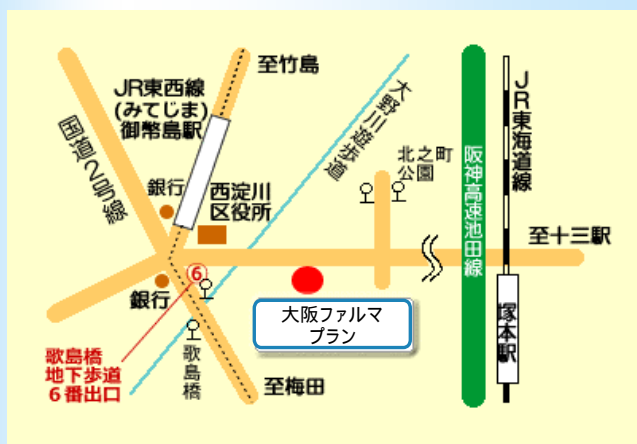 至竹島
JR東西線
(みてじま)
御幣島駅
国道2号線
銀行
西淀川
区役所
大野川遊歩道
北之町
公園
阪神高速池田線
JR東海道線
至十三駅
6
銀行
大阪ファルマ
プラン
塚本駅
歌島橋
歌島橋
地下歩道
6番出口
至梅田